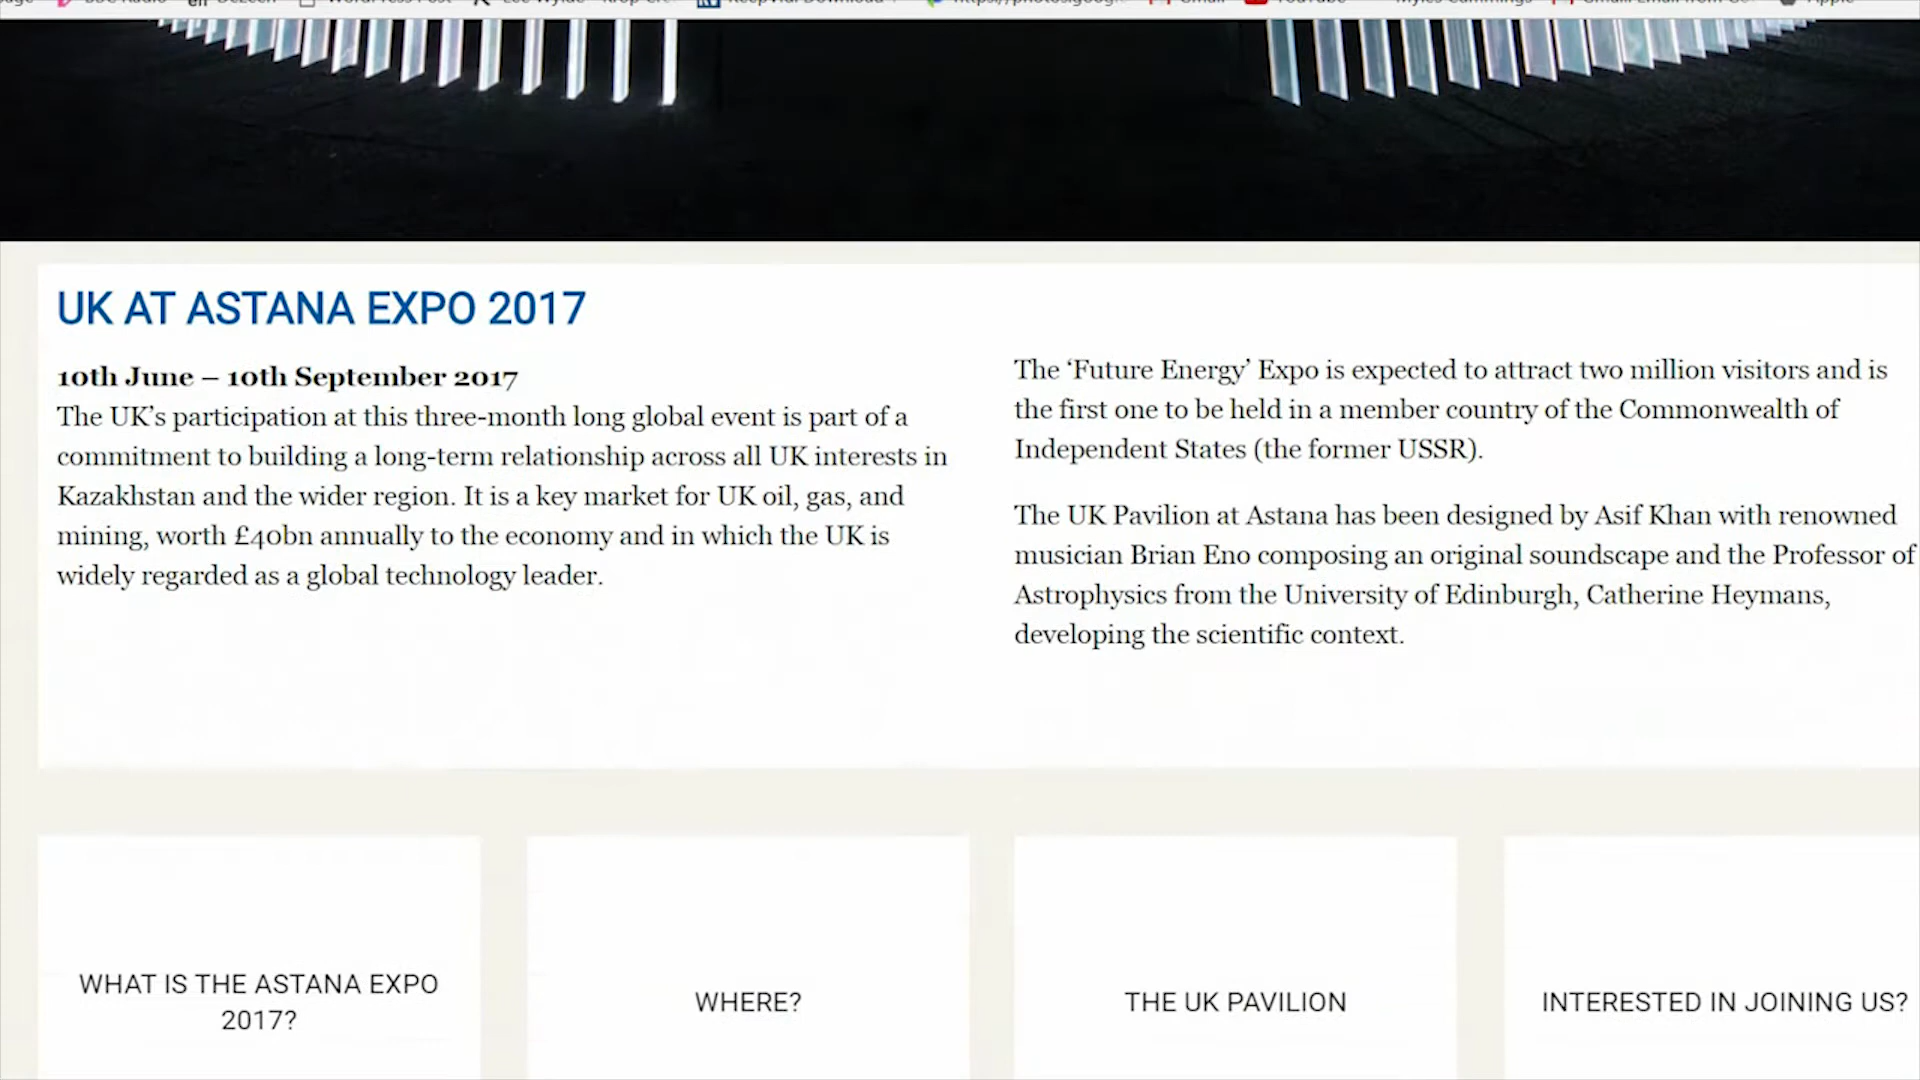 UK AT ASTANA EXPO 2017
10th June – 10th September 2017
The UK’s participation at this three-month long global event is part of a
commitment to building a long-term relationship across all UK interests in
Kazakhstan and the wider region. It is a key market for UK oil, gas, and
mining, worth £40bn annually to the economy and in which the UK is
widely regarded as a global technology leader.
The ‘Future Energy’ Expo is expected to attract two million visitors and is
the first one to be held in a member country of the Commonwealth of
Independent States (the former USSR).
The UK Pavilion at Astana has been designed by Asif Khan with renowned
musician Brian Eno composing an original soundscape and the Professor of
Astrophysics from the University of Edinburgh, Catherine Heymans,
developing the scientific context.
WHAT IS THE ASTANA EXPO
2017?
WHERE?
THE UK PAVILION
INTERESTED IN JOINING US?